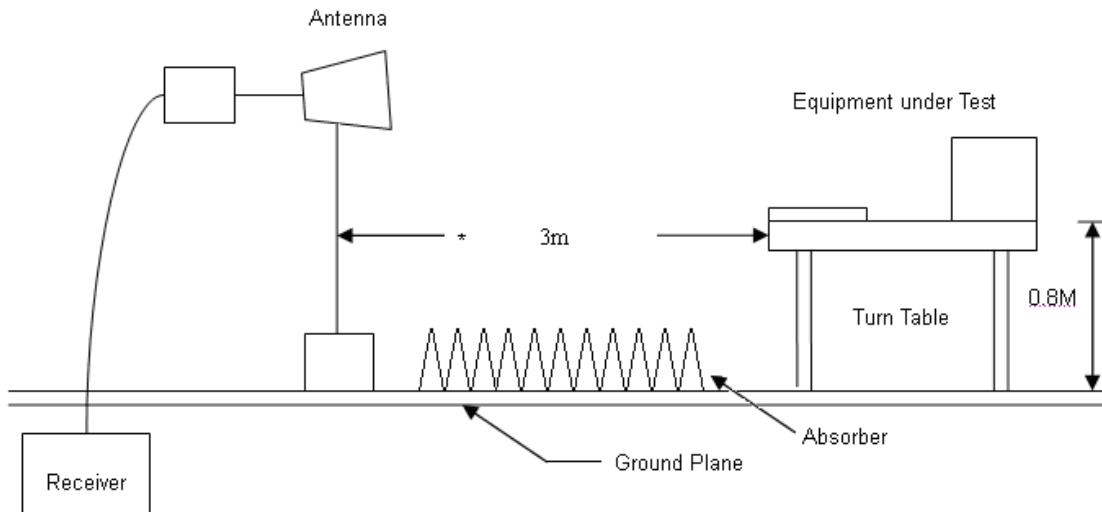 Antenna
Equipment under Test
* 3m
0.8M
Turn Table
Absorber
Ground Plane
Receiver